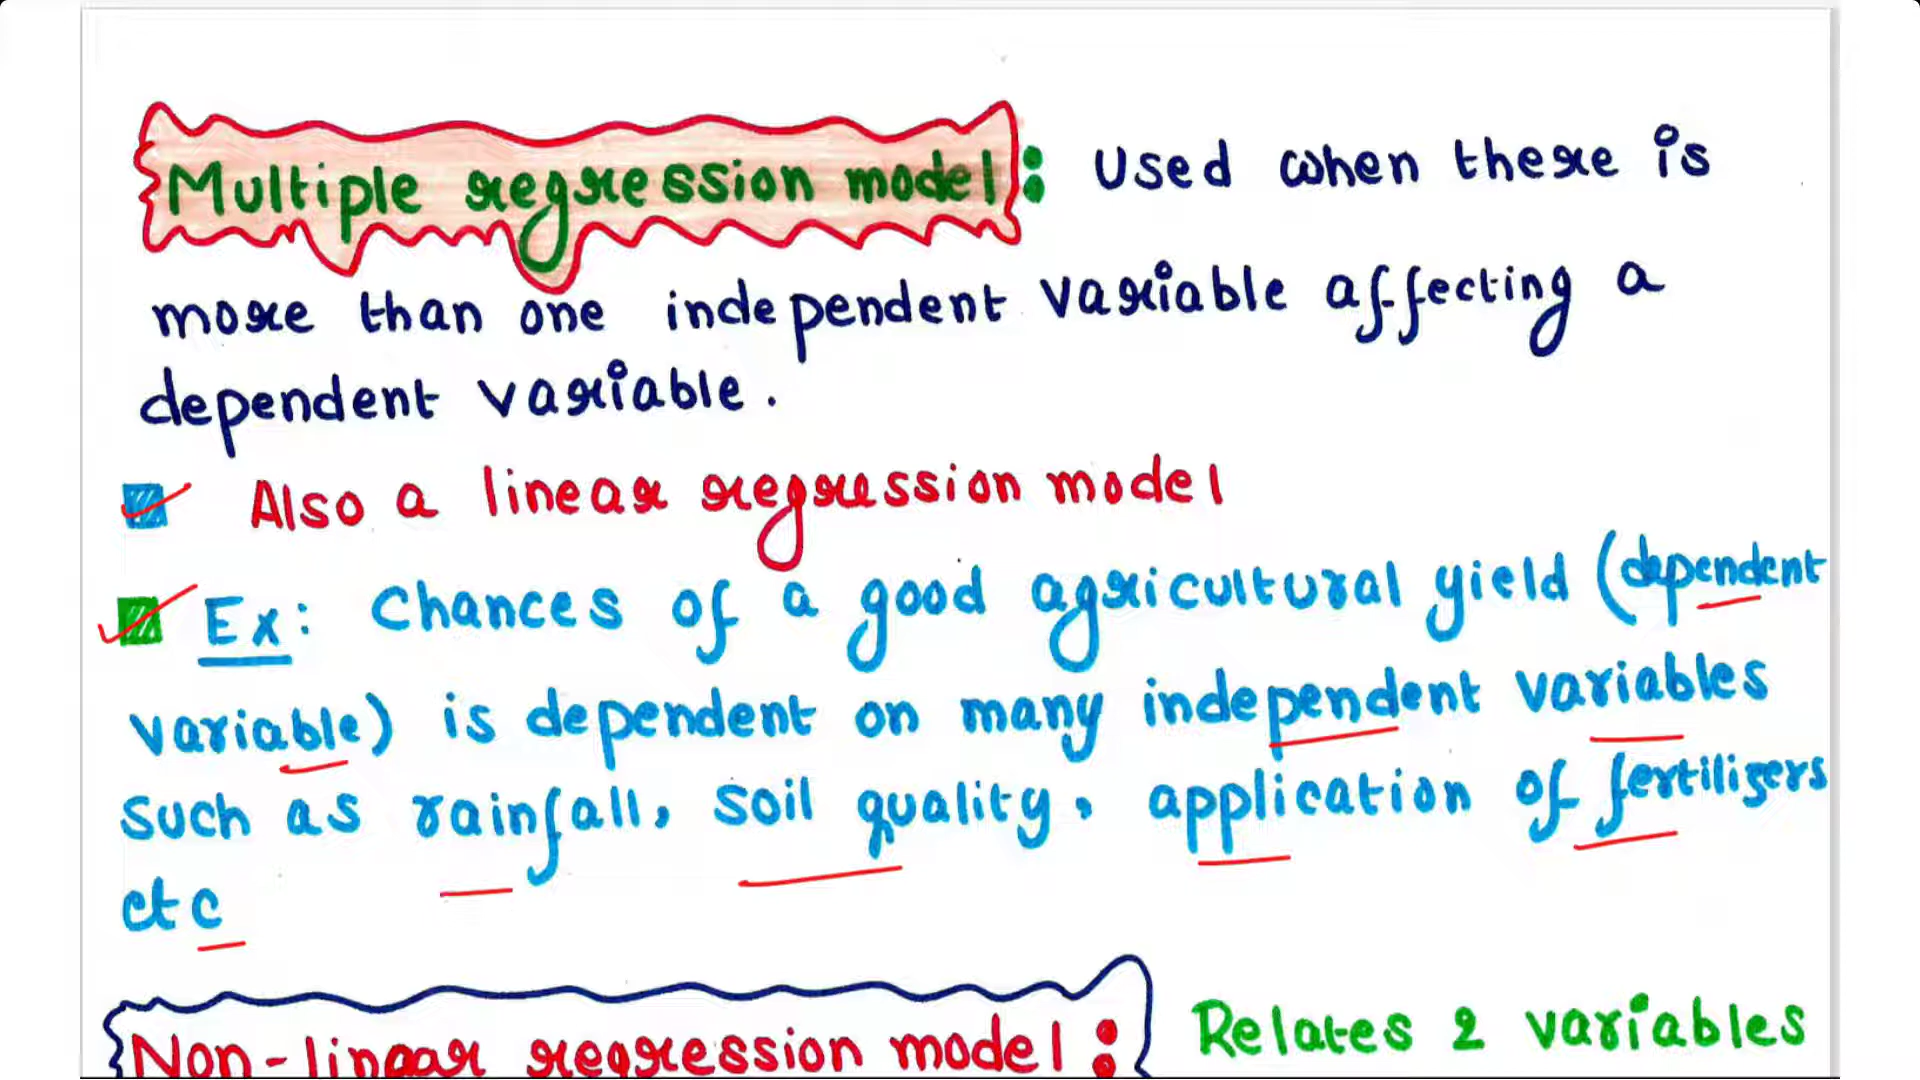 Multiple regression model: Used when there is
more than one independent variable affecting a
dependent variable.
Also a linear regression model
Ex: Chances of a good agricultural yield (dependent
variable) is dependent on many independent variables
such as rainfall, soil quality, application of fertilizers
etc
Non-linear regression model: Relates 2 variables